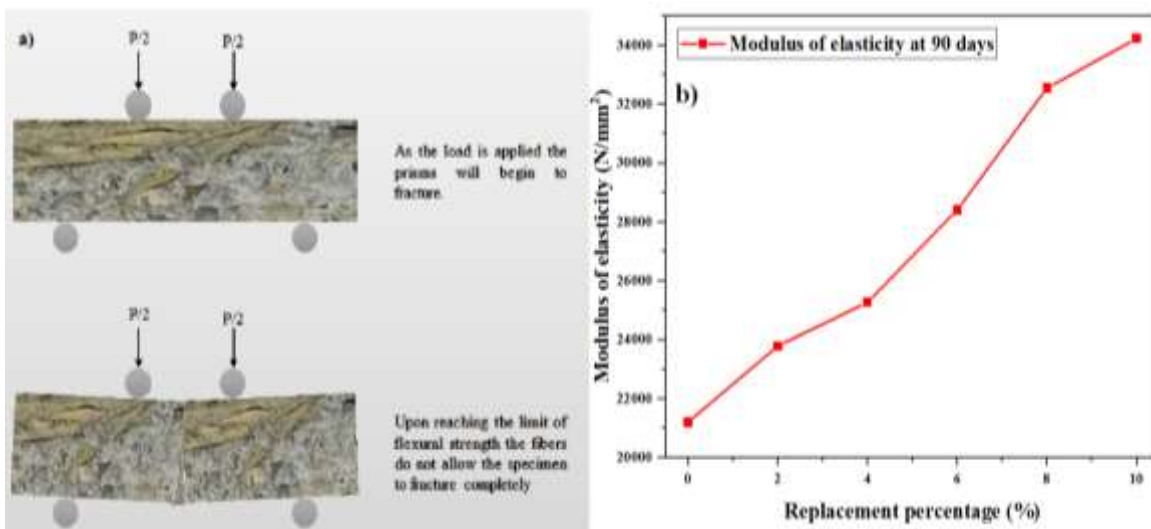 a)
P/2 P/2
As the load is applied the
prisms will begin to
fracture.
P/2 P/2
Upon reaching the limit of
flexural strength the fibers
do not allow the specimen
to fracture completely
Modulus of elasticity at 90 days
b)
Modulus of elasticity (N/mm²)
34000
32000
30000
28000
26000
24000
22000
20000
0 2 4 6 8 10
Replacement percentage (%)